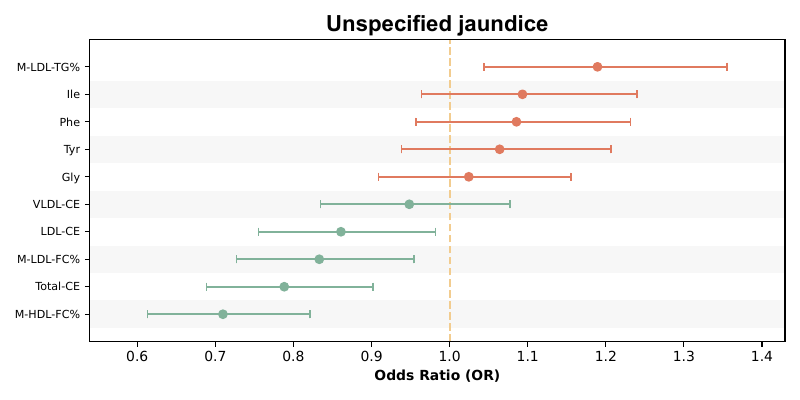 Unspecified jaundice
M-LDL-TG%
Ile
Phe
Tyr
Gly
VLDL-CE
LDL-CE
M-LDL-FC%
Total-CE
M-HDL-FC%
0.6 0.7 0.8 0.9 1.0 1.1 1.2 1.3 1.4
Odds Ratio (OR)